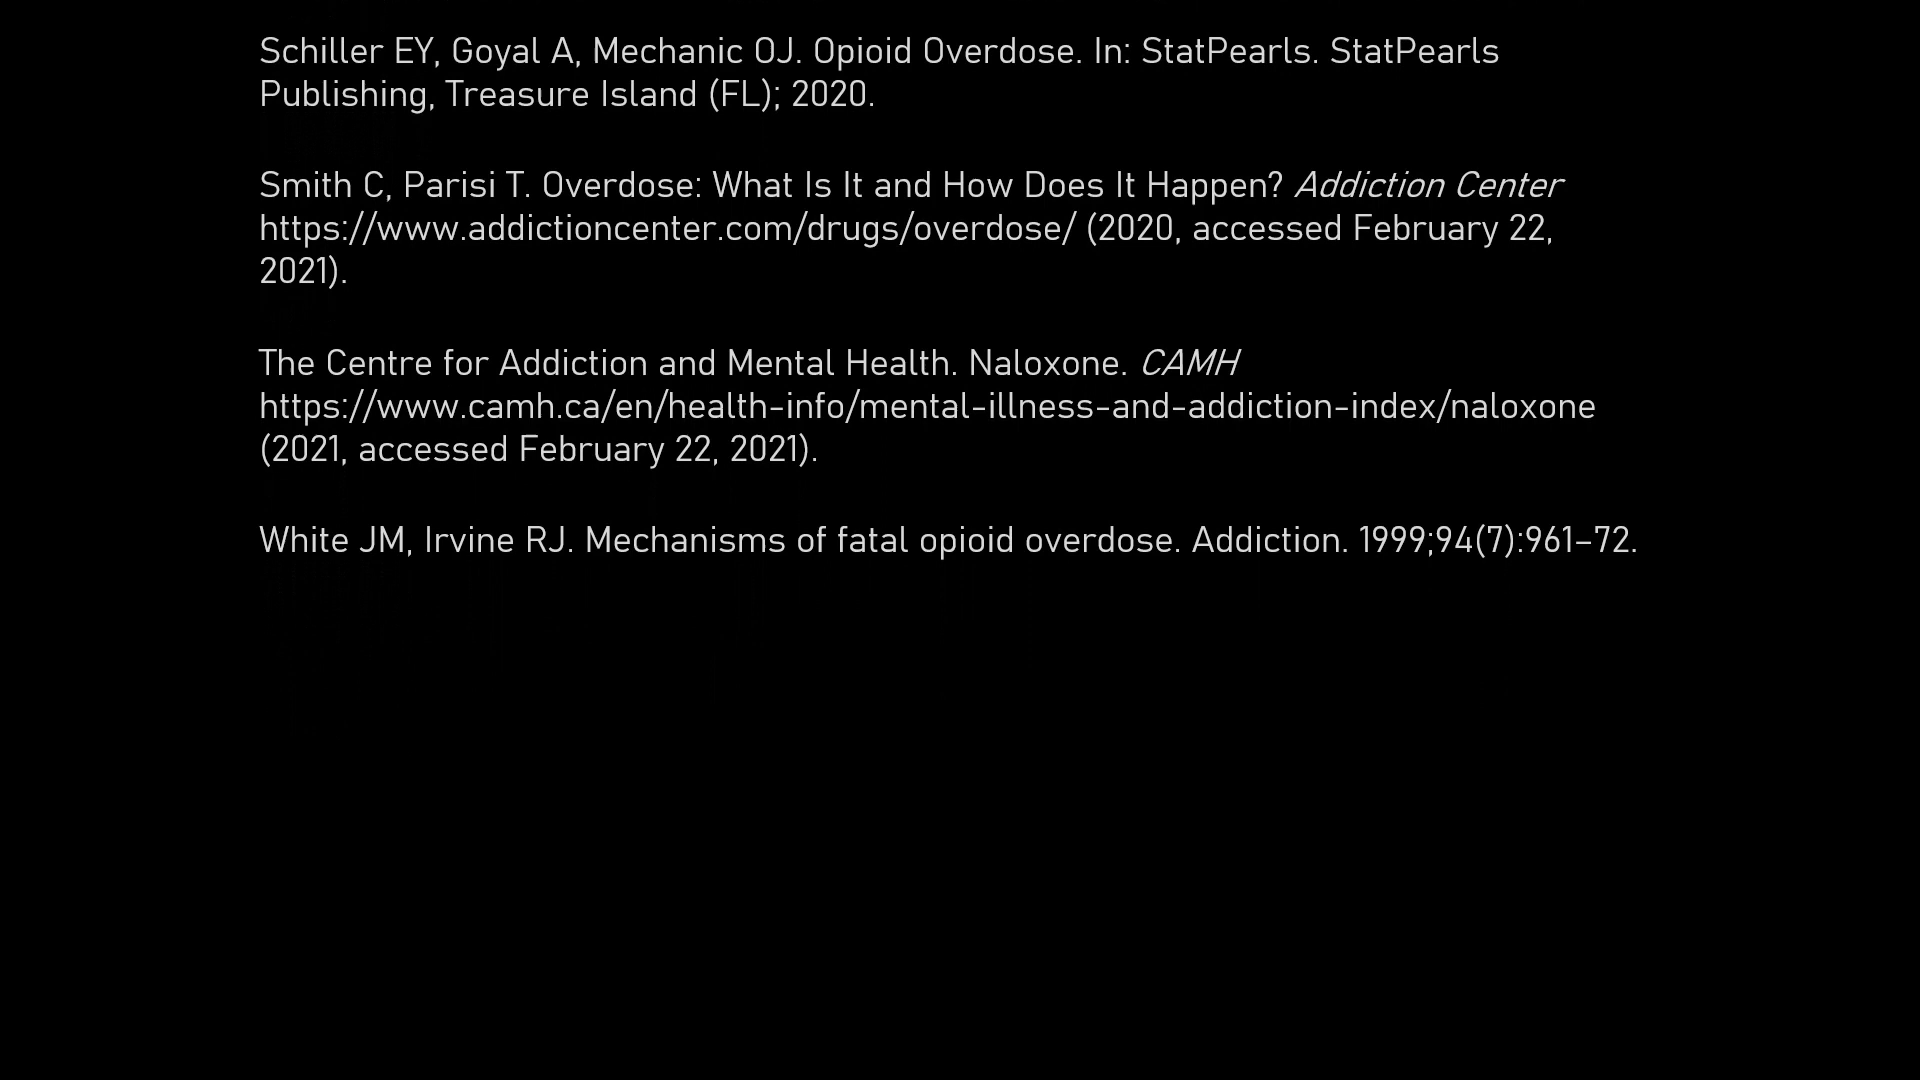 Schiller EY, Goyal A, Mechanic OJ. Opioid Overdose. In: StatPearls. StatPearls
Publishing, Treasure Island (FL); 2020.
Smith C, Parisi T. Overdose: What Is It and How Does It Happen? Addiction Center
https://www.addictioncenter.com/drugs/overdose/ (2020, accessed February 22,
2021).
The Centre for Addiction and Mental Health. Naloxone. CAMH
https://www.camh.ca/en/health-info/mental-illness-and-addiction-index/naloxone
(2021, accessed February 22, 2021).
White JM, Irvine RJ. Mechanisms of fatal opioid overdose. Addiction. 1999;94(7):961–72.